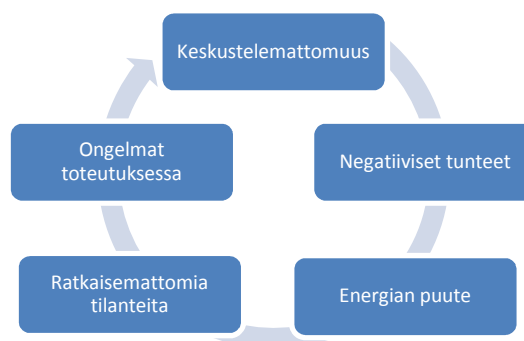 Keskustelemattomuus
Negatiiviset tunteet
Energian puute
Ratkaisemattomia
tilanteita
Ongelmat
toteutuksessa